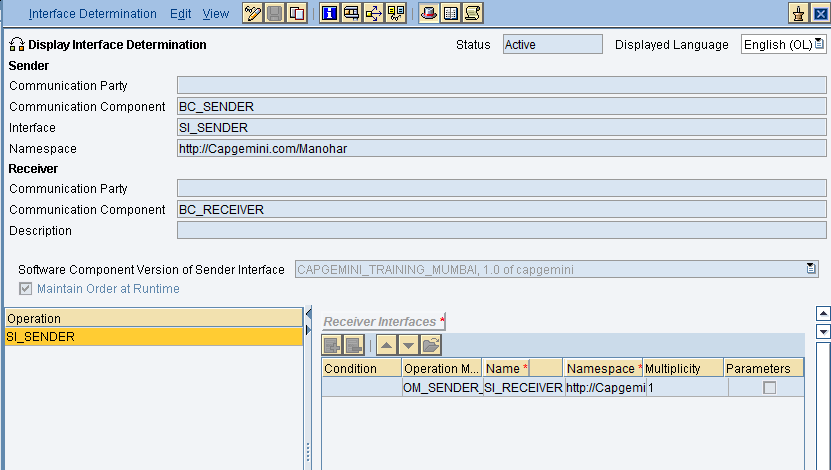 Interface Determination Edit View
Display Interface Determination Status Active Displayed Language English (OL)
Sender
Communication Party
Communication Component BC_SENDER
Interface SI_SENDER
Namespace http://Capgemini.com/Manohar
Receiver
Communication Party
Communication Component BC_RECEIVER
Description
Software Component Version of Sender Interface CAPGEMINI_TRAINING_MUMBAI, 1.0 of capgemini
Maintain Order at Runtime
Operation
SI_SENDER
Receiver Interfaces *
Condition Operation M... Name * Namespace * Multiplicity Parameters
OM_SENDER_ SI_RECEIVER http://Capgemi 1